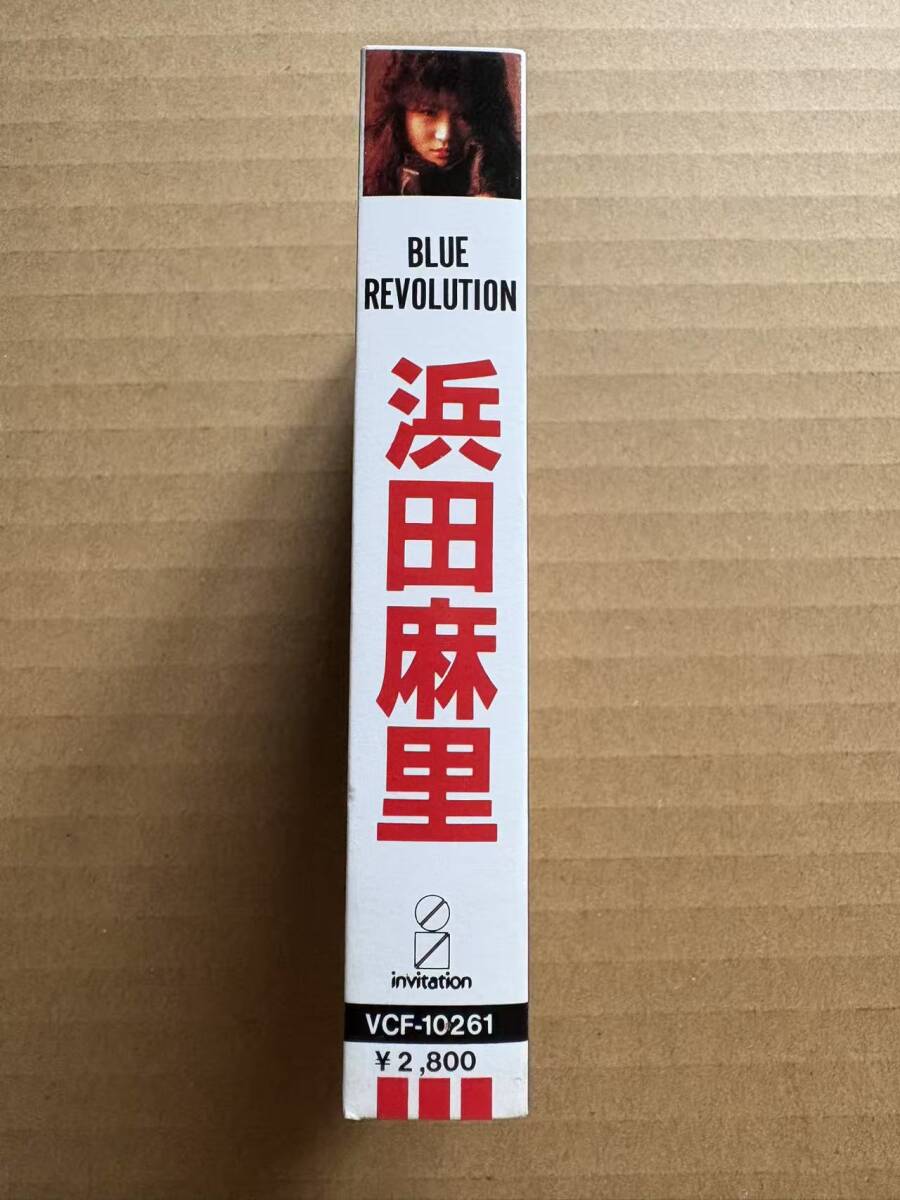 BLUE
REVOLUTION
浜田麻里
invitation
VCF-10261
¥2,800